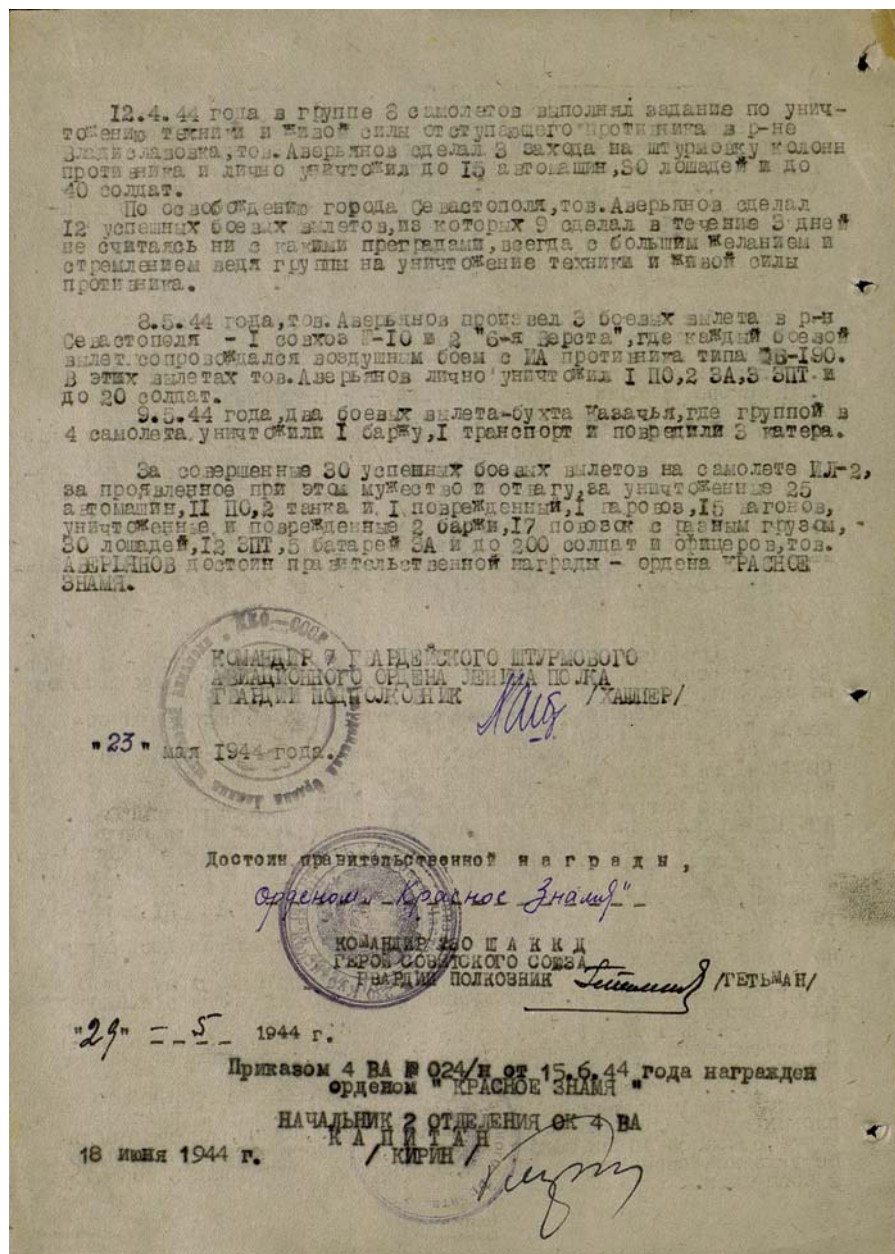 12.4.44 года в группе 8 самолетов выполнял задание по унич-
тожению техники и живой силы отступающего противника в р-не
Владиславовка,тов.Аверьянов сделал 3 захода на штурмовку колонн
противника и лично уничтожил до 15 автомашин,30 лошадей и до
40 солдат.
По освобождению города Севастополя,тов.Аверьянов сделал
12 успешных боевых вылетов,из которых 9 сделал в течение 3 дней
не считаясь ни с какими преградами,всегда с большим желанием и
стремлением ведя группы на уничтожение техники и живой силы
противника.
8.5.44 года,тов.Аверьянов произвел 3 боевых вылета в р-н
Севастополя - I совхоз -10 и 2 "6-я Верста",где каждый боевой
вылет сопровождался воздушным боем с ИА противника типа ФВ-190.
В этих вылетах тов.Аверьянов лично уничтожил I ПО,2 ЗА,3 ЗПТ и
до 20 солдат.
9.5.44 года,два боевых вылета-бухта Казачья,где группой в
4 самолета уничтожили I баржу,I транспорт и повредили 3 катера.
За совершенные 30 успешных боевых вылетов на самолете ИЛ-2,
за проявленное при этом мужество и отвагу,за уничтоженные 25
автомашин,II ПО,2 танка и I поврежденный,I паровоз,15 вагонов,
уничтоженные и поврежденные 2 баржи,17 повозок с разным грузом,
30 лошадей,12 ЗПТ,5 батарей ЗА и до 200 солдат и офицеров,тов.
АВЕРЬЯНОВ достоин правительственной награды - ордена КРАСНОЕ
ЗНАМЯ.
НКО-СССР
КОМАНДИР 7 ГВАРДЕЙСКОГО ШТУРМОВОГО
АВИАЦИОННОГО ОРДЕНА ЛЕНИНА ПОЛКА
ГВАРДИИ ПОДПОЛКОВНИК /ХАШПЕР/
"23" мая 1944 года.
Достоин правительственной награды,
орденом „Красное Знамя"
КОМАНДИР 230 ШАККД
ГЕРОЙ СОВЕТСКОГО СОЮЗА
ГВАРДИИ ПОЛКОВНИК /ГЕТЬМАН/
"29" - 5 1944 г.
Приказом 4 ВА № 024/н от 15.6.44 года награжден
орденом " КРАСНОЕ ЗНАМЯ "
НАЧАЛЬНИК 2 ОТДЕЛЕНИЯ ОК 4 ВА
КАПИТАН
18 июня 1944 г. / КИРИН /